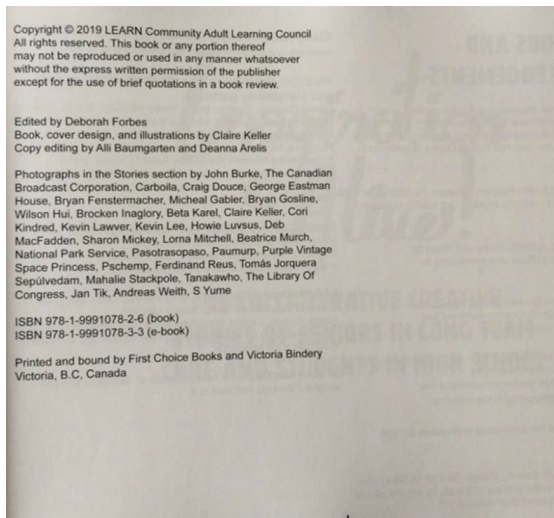 Copyright © 2019 LEARN Community Adult Learning Council
All rights reserved. This book or any portion thereof
may not be reproduced or used in any manner whatsoever
without the express written permission of the publisher
except for the use of brief quotations in a book review.
Edited by Deborah Forbes
Book, cover design, and illustrations by Claire Keller
Copy editing by Alli Baumgarten and Deanna Arelis
Photographs in the Stories section by John Burke, The Canadian
Broadcast Corporation, Carboila, Craig Douce, George Eastman
House, Bryan Fenstermacher, Micheal Gabler, Bryan Gosline,
Wilson Hui, Brocken Inaglory, Beta Karel, Claire Keller, Cori
Kindred, Kevin Lawver, Kevin Lee, Howie Luvsus, Deb
MacFadden, Sharon Mickey, Lorna Mitchell, Beatrice Murch,
National Park Service, Pasotrasopaso, Paumurp, Purple Vintage
Space Princess, Pschemp, Ferdinand Reus, Tomás Jorquera
Sepúlvedam, Mahalie Stackpole, Tanakawho, The Library Of
Congress, Jan Tik, Andreas Weith, S Yume
ISBN 978-1-9991078-2-6 (book)
ISBN 978-1-9991078-3-3 (e-book)
Printed and bound by First Choice Books and Victoria Bindery
Victoria, B.C, Canada